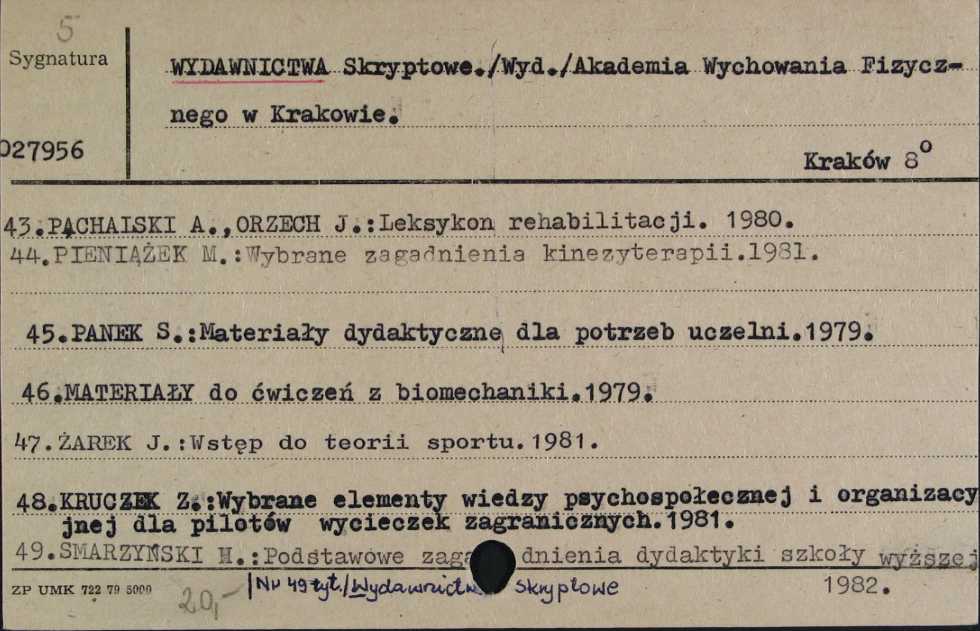 5
Sygnatura
WYDAWNICTWA Skryptowe./Wyd./Akademia Wychowania Fizycz-
nego w Krakowie.
027956
Kraków 8°
43.PĄCHAISKI A.,ORZECH J.:Leksykon rehabilitacji. 1980.
44.PIENIĄŻEK M.:Wybrane zagadnienia kinezyterapii.1981.
45.PANEK S.:Materiały dydaktyczne dla potrzeb uczelni.1979.
46.MATERIAŁY do ćwiczeń z biomechaniki.1979.
47.ŻAREK J.:Wstęp do teorii sportu.1981.
48.KRUCZEK Z.:Wybrane elementy wiedzy psychospołecznej i organizacy
jnej dla pilotów wycieczek zagranicznych.1981.
49.SMARZYŃSKI H.:Podstawowe zaga dnienia dydaktyki szkoły wyższej
1982.
ZP UMK 722 79 5000
20,-
/Nr 49 tyt./Wydawnictw skryptowe